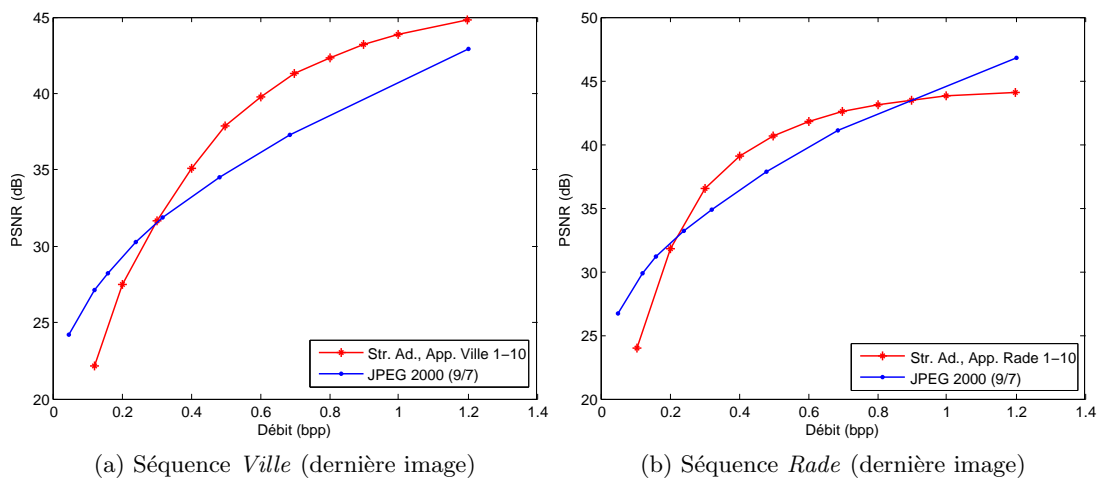 45
40
35
30
25
20
PSNR (dB)
0 0.2 0.4 0.6 0.8 1 1.2 1.4
Débit (bpp)
Str. Ad., App. Ville 1−10
JPEG 2000 (9/7)
(a) Séquence Ville (dernière image)
50
45
40
35
30
25
20
PSNR (dB)
0 0.2 0.4 0.6 0.8 1 1.2 1.4
Débit (bpp)
Str. Ad., App. Rade 1−10
JPEG 2000 (9/7)
(b) Séquence Rade (dernière image)